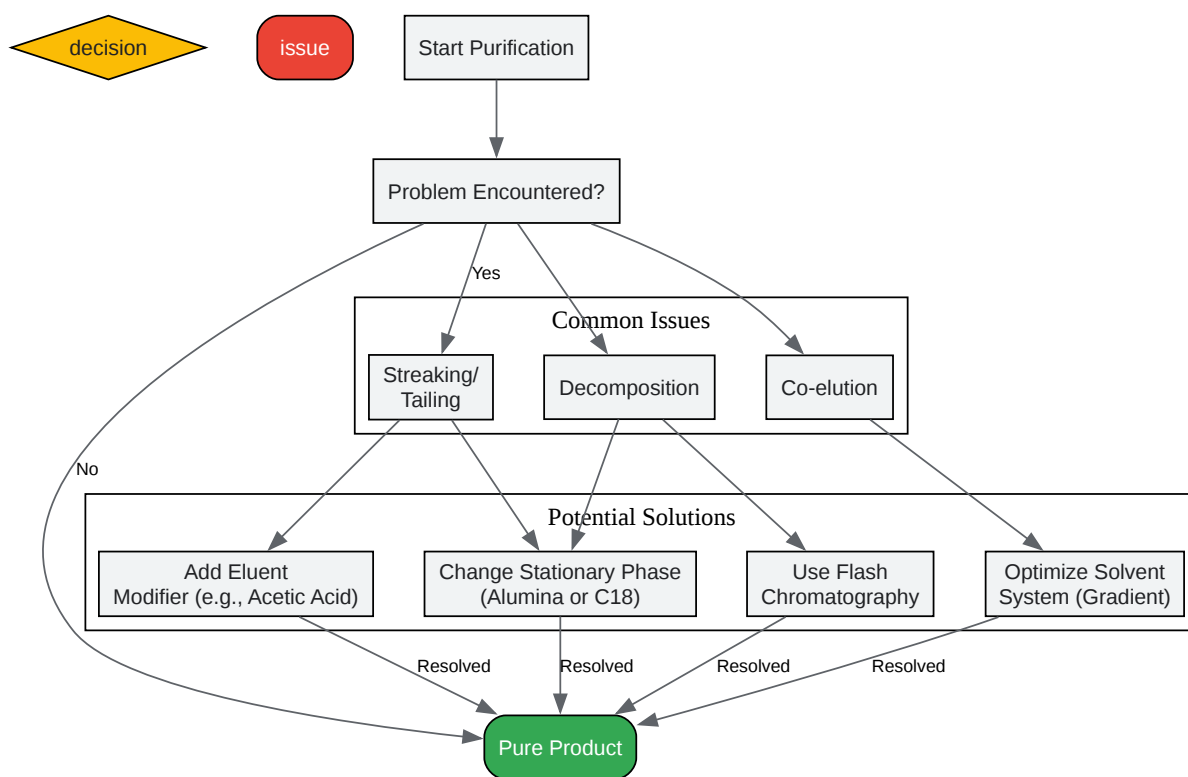 decision
issue
Start Purification
Problem Encountered?
Yes
Common Issues
Streaking/
Tailing
Decomposition
Co-elution
No
Potential Solutions
Add Eluent
Modifier (e.g., Acetic Acid)
Change Stationary Phase
(Alumina or C18)
Use Flash
Chromatography
Optimize Solvent
System (Gradient)
Resolved
Resolved
Resolved
Resolved
Pure Product